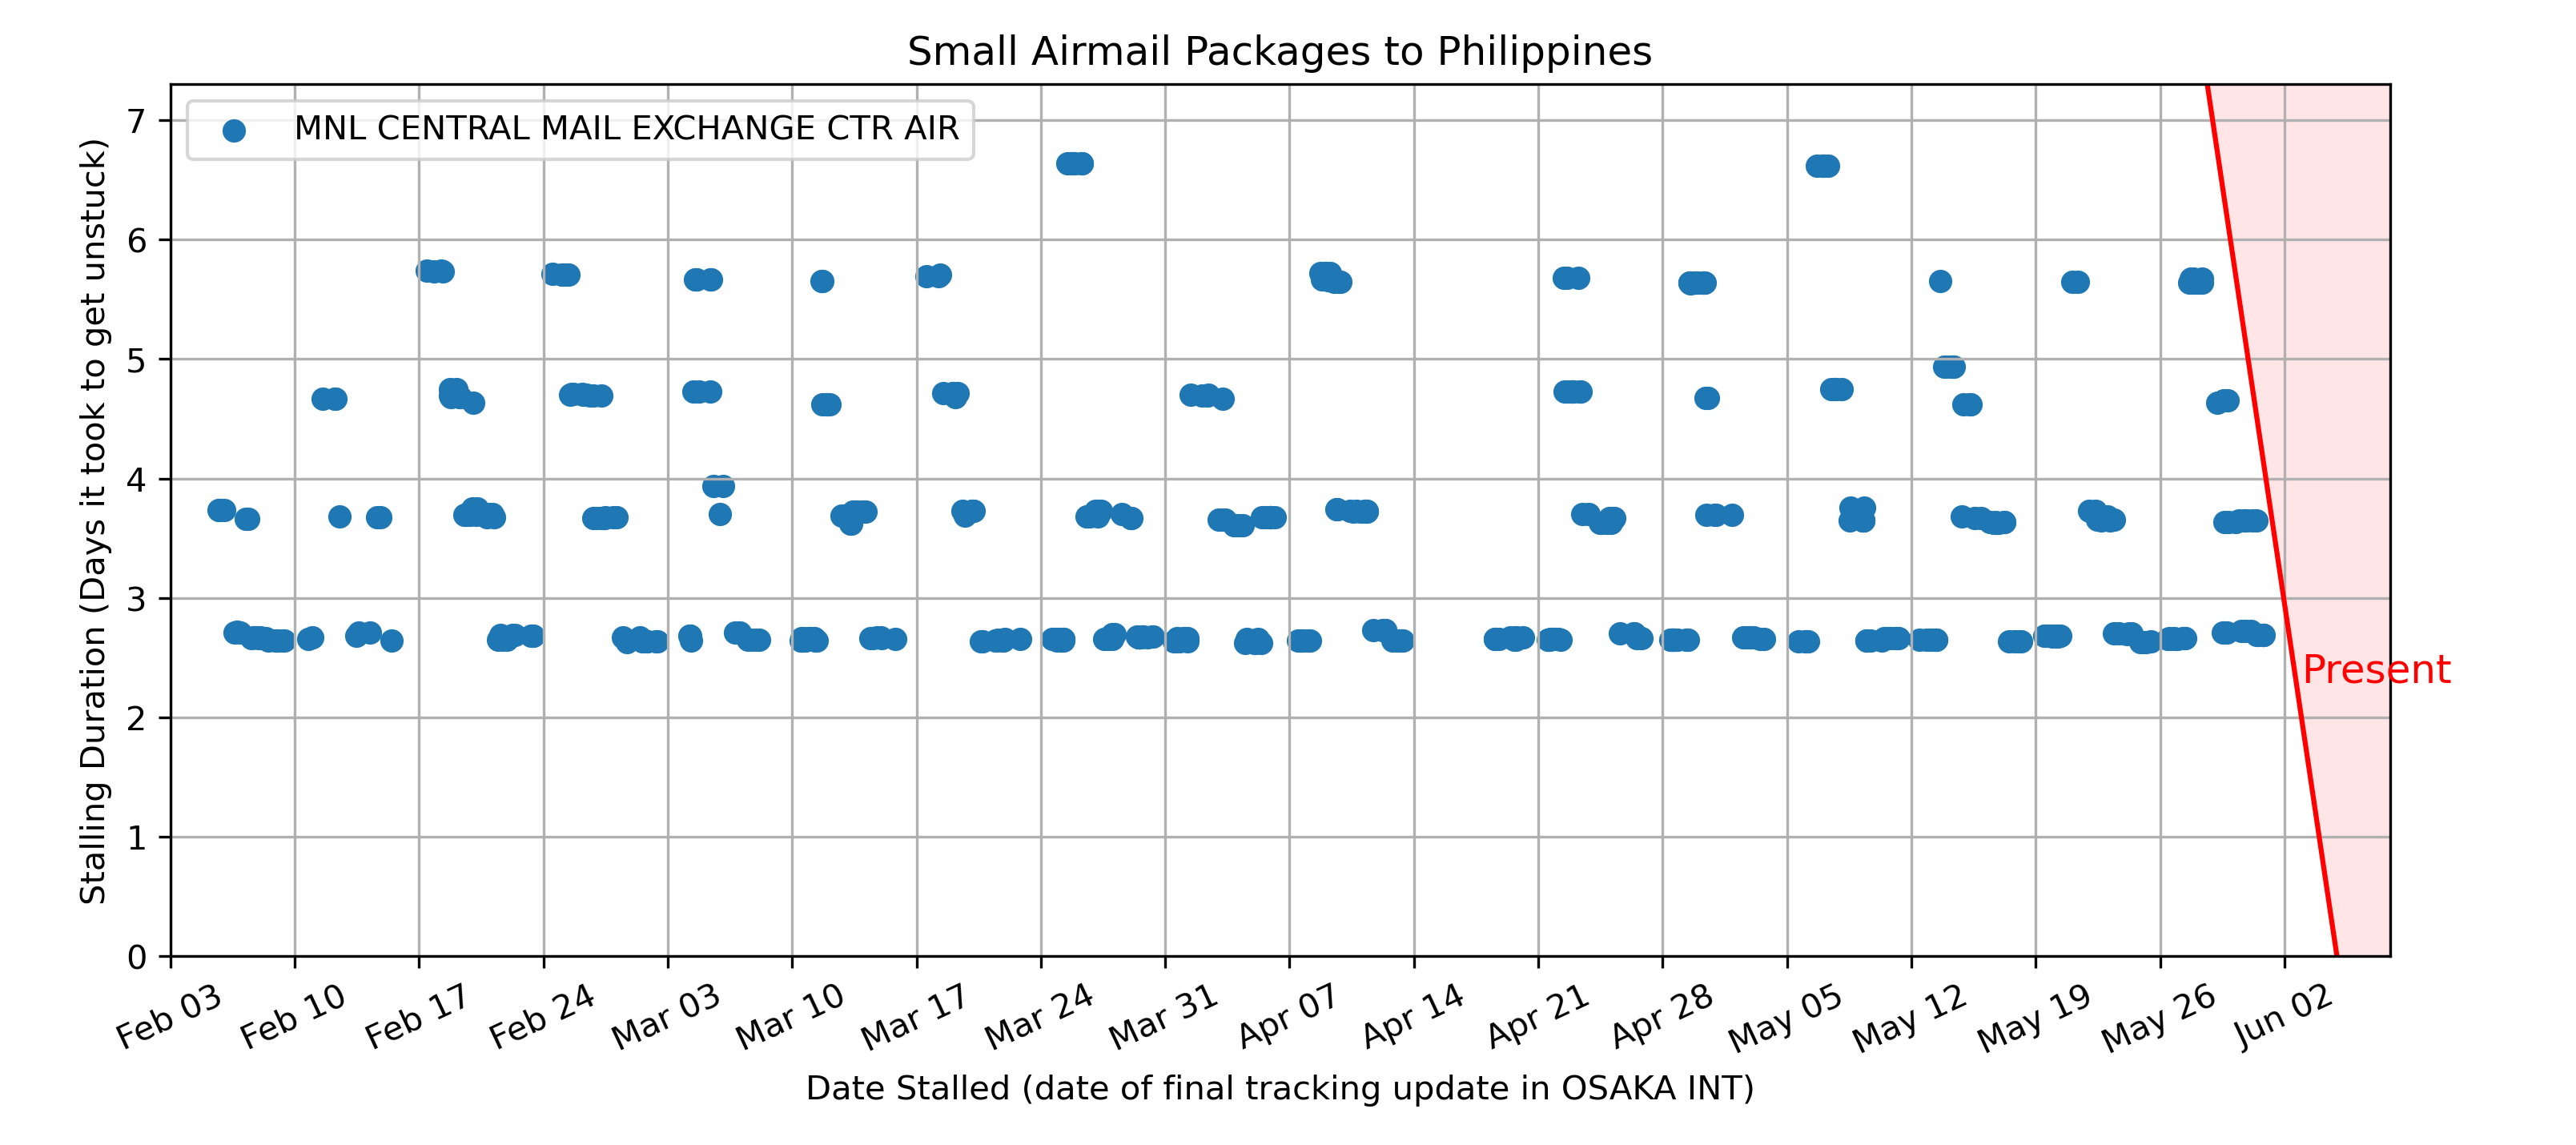 Small Airmail Packages to Philippines
MNL CENTRAL MAIL EXCHANGE CTR AIR
Stalling Duration (Days it took to get unstuck)
7
6
5
4
3
2
1
0
Present
Feb 03
Feb 10
Feb 17
Feb 24
Mar 03
Mar 10
Mar 17
Mar 24
Mar 31
Apr 07
Apr 14
Apr 21
Apr 28
May 05
May 12
May 19
May 26
Jun 02
Date Stalled (date of final tracking update in OSAKA INT)